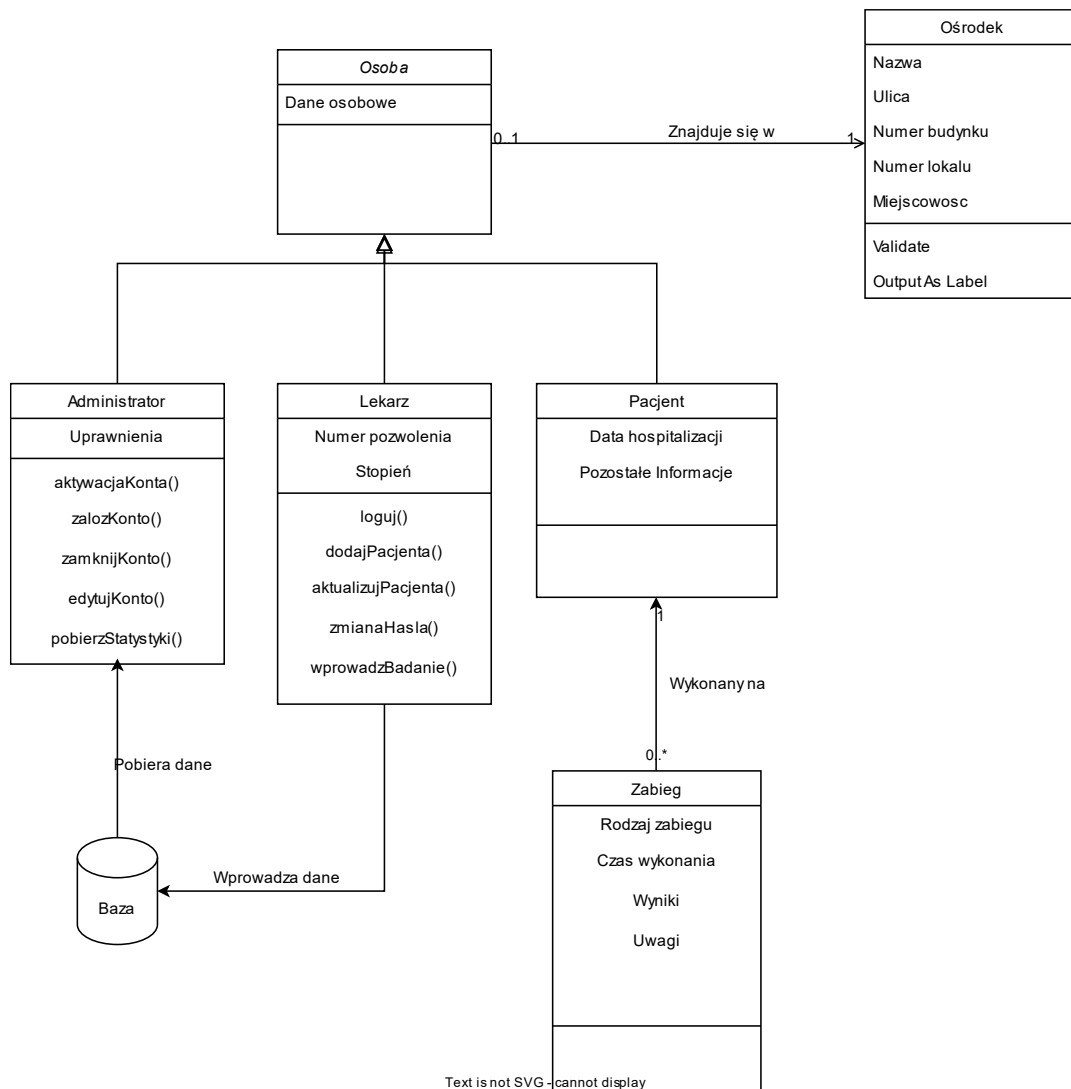 Ośrodek
Nazwa
Ulica
Numer budynku
Numer lokalu
Miejscowosc
Validate
Output As Label
Osoba
Dane osobowe
0..1
Znajduje się w
1
Administrator
Uprawnienia
aktywacjaKonta()
zalozKonto()
zamknijKonto()
edytujKonto()
pobierzStatystyki()
Lekarz
Numer pozwolenia
Stopień
loguj()
dodajPacjenta()
aktualizujPacjenta()
zmianaHasla()
wprowadzBadanie()
Pacjent
Data hospitalizacji
Pozostałe Informacje
1
Wykonany na
0..*
Pobiera dane
Wprowadza dane
Baza
Zabieg
Rodzaj zabiegu
Czas wykonania
Wyniki
Uwagi
Text is not SVG - cannot display